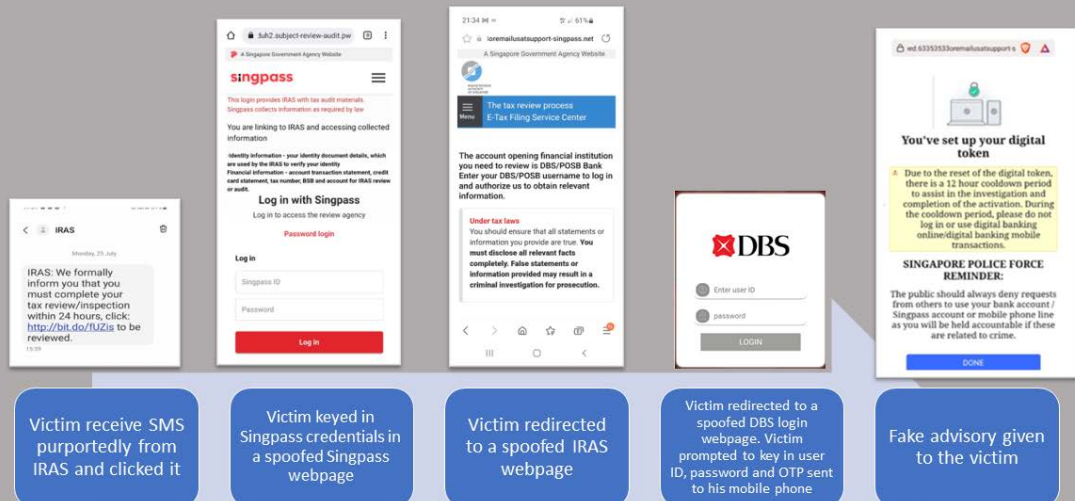 IRAS
Monday, 25 July
IRAS: We formally
inform you that you
must complete your
tax review/inspection
within 24 hours, click:
http://bit.do/fUZis to be
reviewed.
15:39
Victim receive SMS
purportedly from
IRAS and clicked it
.tuh2.subject-review-audit.pw
A Singapore Government Agency Website
singpass
This login provides IRAS with tax audit materials.
Singpass collects information as required by law
You are linking to IRAS and accessing collected
information
Identity information - your identity document details, which
are used by the IRAS to verify your identity
Financial information - account transaction statement, credit
card statement, tax number, BSB and account for IRAS review
or audit.
Log in with Singpass
Log in to access the review agency
Password login
Log in
Singpass ID
Password
Log in
Victim keyed in
Singpass credentials in
a spoofed Singpass
webpage
21:34
61%
oremailusatsupport-singpass.net
A Singapore Government Agency Website
Menu
The tax review process
E-Tax Filing Service Center
The account opening financial institution
you need to review is DBS/POSB Bank
Enter your DBS/POSB username to log in
and authorize us to obtain relevant
information.
Under tax laws
You should ensure that all statements or
information you provide are true. You
must disclose all relevant facts
completely. False statements or
information provided may result in a
criminal investigation for prosecution.
Victim redirected
to a spoofed IRAS
webpage
DBS
Enter user ID
password
LOGIN
Victim redirected to a
spoofed DBS login
webpage. Victim
prompted to key in user
ID, password and OTP sent
to his mobile phone
ed.63353533oremailusatsupport-s
You've set up your digital
token
Due to the reset of the digital token,
there is a 12 hour cooldown period
to assist in the investigation and
completion of the activation. During
the cooldown period, please do not
log in or use digital banking
online/digital banking mobile
transactions.
SINGAPORE POLICE FORCE
REMINDER:
The public should always deny requests
from others to use your bank account /
Singpass account or mobile phone line
as you will be held accountable if these
are related to crime.
DONE
Fake advisory given
to the victim